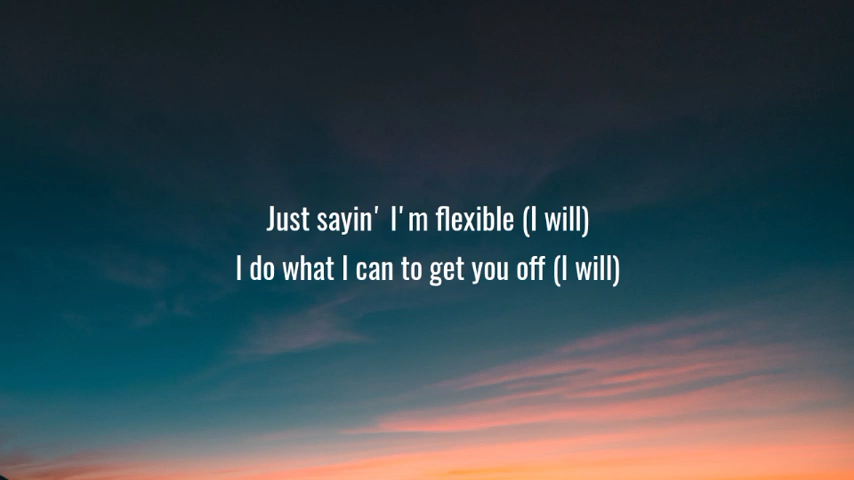 Just sayin' I'm flexible (I will)
I do what I can to get you off (I will)